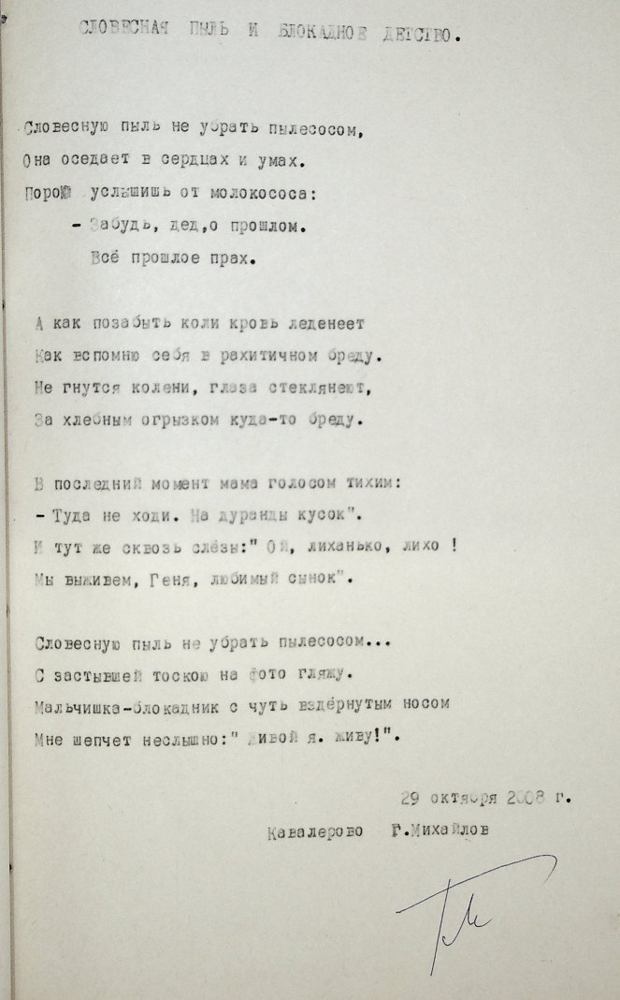 СЛОВЕСНАЯ ПЫЛЬ И БЛОКАДНОЕ ДЕТСТВО.
Словесную пыль не убрать пылесосом,
Она оседает в сердцах и умах.
Порой услышишь от молокососа:
- Забудь, дед,о прошлом.
Всё прошлое прах.
А как позабыть коли кровь леденеет
Как вспомню себя в рахитичном бреду.
Не гнутся колени, глаза стекленеют,
За хлебным огрызком куда-то бреду.
В последний момент мама голосом тихим:
- Туда не ходи. На дуранды кусок".
И тут же сквозь слёзы:" Ой, лиханько, лихо !
Мы выживем, Геня, любимый сынок".
Словесную пыль не убрать пылесосом...
С застывшей тоскою на фото гляжу.
Мальчишка-блокадник с чуть вздёрнутым носом
Мне шепчет неслышно:" Живой я. Живу!".
29 октября 2008 г.
Кавалерово Г.Михайлов